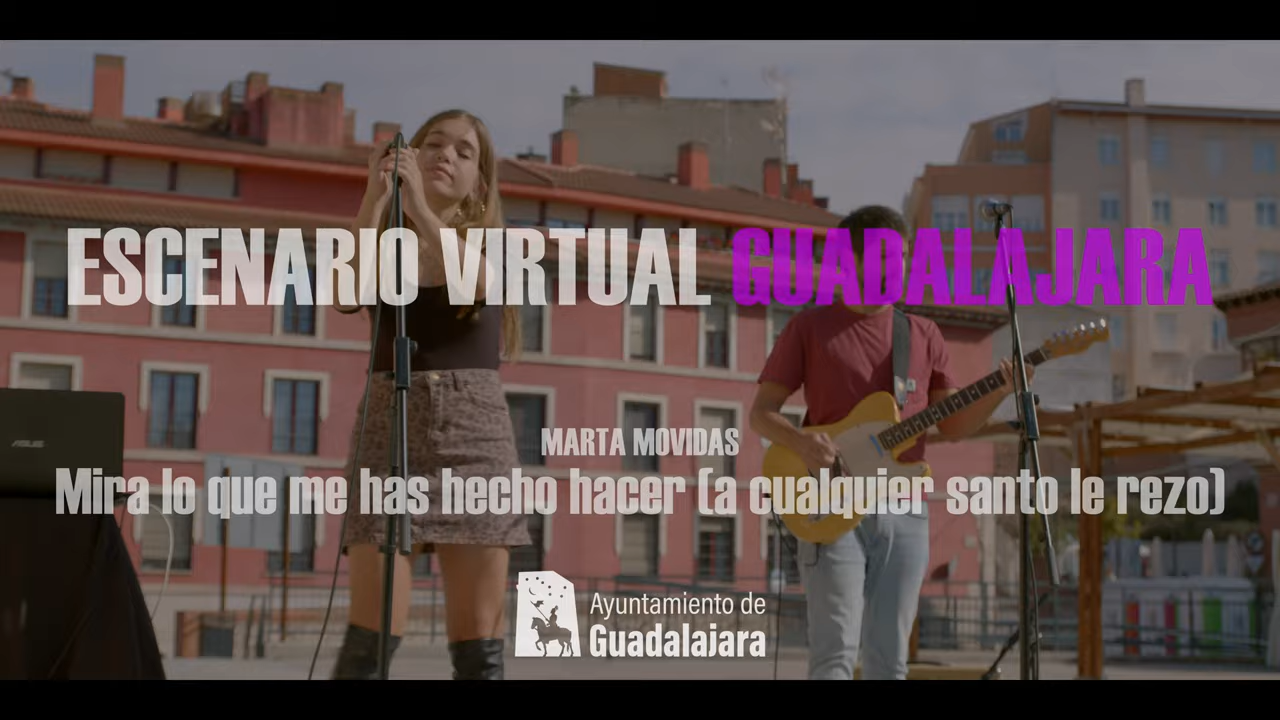 ESCENARIO VIRTUAL GUADALAJARA
MARTA MOVIDAS
Mira lo que me has hecho hacer (a cualquier santo le rezo)
Ayuntamiento de
Guadalajara
ASUS